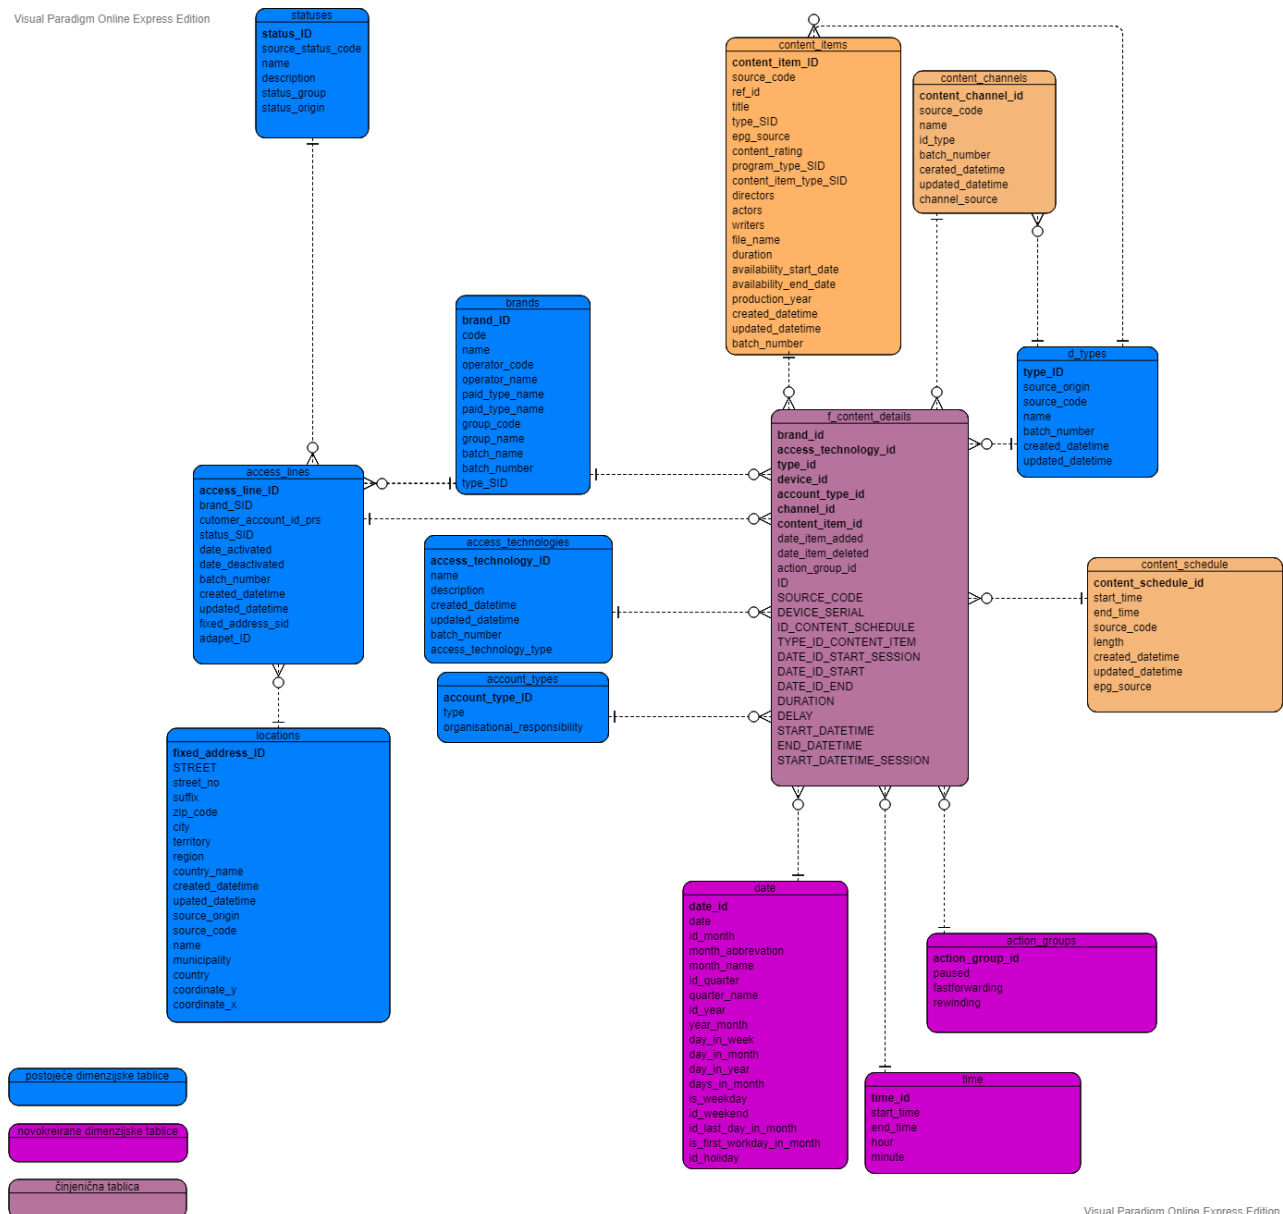 Visual Paradigm Online Express Edition
statuses
status_ID
source_status_code
name
description
status_group
status_origin
content_items
content_item_ID
source_code
ref_id
title
type_SID
epg_source
content_rating
program_type_SID
content_item_type_SID
directors
actors
writers
file_name
duration
availability_start_date
availability_end_date
production_year
created_datetime
updated_datetime
batch_number
content_channels
content_channel_id
source_code
name
id_type
batch_number
cerated_datetime
updated_datetime
channel_source
brands
brand_ID
code
name
operator_code
operator_name
paid_type_name
paid_type_name
group_code
group_name
batch_name
batch_number
type_SID
d_types
type_ID
source_origin
source_code
name
batch_number
created_datetime
updated_datetime
f_content_details
brand_id
access_technology_id
type_id
device_id
account_type_id
channel_id
content_item_id
date_item_added
date_item_deleted
action_group_id
ID
SOURCE_CODE
DEVICE_SERIAL
ID_CONTENT_SCHEDULE
TYPE_ID_CONTENT_ITEM
DATE_ID_START_SESSION
DATE_ID_START
DATE_ID_END
DURATION
DELAY
START_DATETIME
END_DATETIME
START_DATETIME_SESSION
access_lines
access_line_ID
brand_SID
cutomer_account_id_prs
status_SID
date_activated
date_deactivated
batch_number
created_datetime
updated_datetime
fixed_address_sid
adapet_ID
access_technologies
access_technology_ID
name
description
created_datetime
updated_datetime
batch_number
access_technology_type
content_schedule
content_schedule_id
start_time
end_time
source_code
length
created_datetime
updated_datetime
epg_source
account_types
account_type_ID
type
organisational_responsibility
locations
fixed_address_ID
STREET
street_no
suffix
zip_code
city
territory
region
country_name
created_datetime
upated_datetime
source_origin
source_code
name
municipality
country
coordinate_y
coordinate_x
date
date_id
date
id_month
month_abbrevation
month_name
id_quarter
quarter_name
id_year
year_month
day_in_week
day_in_month
day_in_year
days_in_month
is_weekday
id_weekend
id_last_day_in_month
is_first_workday_in_month
id_holiday
action_groups
action_group_id
paused
fastforwarding
rewinding
time
time_id
start_time
end_time
hour
minute
postojeće dimenzijske tablice
novokreirane dimenzijske tablice
činjenična tablica
Visual Paradigm Online Express Edition